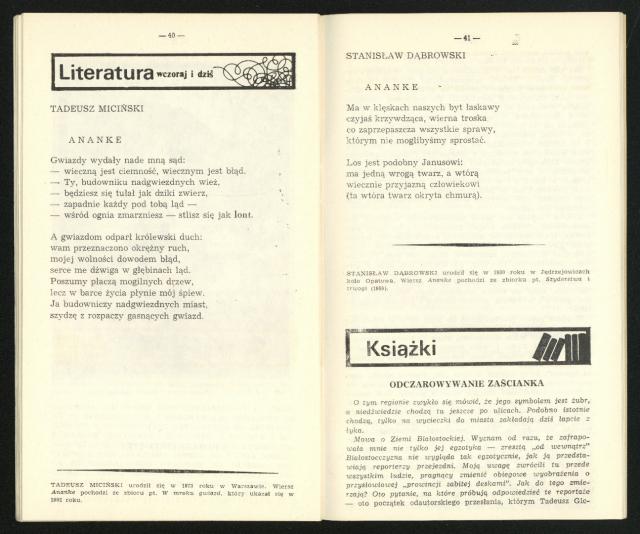 — 40 —
Literatura wczoraj i dziś
TADEUSZ MICIŃSKI
ANANKE
Gwiazdy wydały nade mną sąd:
— wieczną jest ciemność, wiecznym jest błąd.
— Ty, budowniku nadgwiezdnych wież,
— będziesz się tułał jak dziki zwierz,
— zapadnie każdy pod tobą ląd —
— wśród ognia zmarzniesz — stlisz się jak lont.
A gwiazdom odparł królewski duch:
wam przeznaczono okrężny ruch,
mojej wolności dowodem błąd,
serce me dźwiga w głębinach ląd.
Poszumy płaczą mogilnych drzew,
lecz w barce życia płynie mój śpiew.
Ja budowniczy nadgwiezdnych miast,
szydzę z rozpaczy gasnących gwiazd.
TADEUSZ MICIŃSKI urodził się w 1873 roku w Warszawie. Wiersz
Ananke pochodzi ze zbioru pt. W mroku gwiazd, który ukazał się w
1902 roku.
— 41 —
STANISŁAW DĄBROWSKI
ANANKE
Ma w klęskach naszych byt łaskawy
czyjaś krzywdząca, wierna troska
co zaprzepaszcza wszystkie sprawy,
którym nie moglibyśmy sprostać.
Los jest podobny Janusowi:
ma jedną wrogą twarz, a wtórą
wiecznie przyjazną człowiekowi
(ta wtóra twarz okryta chmurą).
STANISŁAW DĄBROWSKI urodził się w 1930 roku w Jędrzejowicach
koło Opatowa. Wiersz Ananke pochodzi ze zbiorku pt. Szyderstwa i
trwogi
Książki
ODCZAROWYWANIE ZAŚCIANKA
O tym regionie zwykło się mówić, że jego symbolem jest żubr,
a niedźwiedzie chodzą tu jeszcze po ulicach. Podobno istotnie
chodzą, tylko na wycieczki do miasta zakładają dziś łapcie z
łyka.
Mowa o Ziemi Białostockiej. Wyznam od razu, że zafrapo-
wała mnie nie tylko jej egzotyka — zresztą „od wewnątrz"
Białostocczyzna nie wygląda tak egzotycznie, jak ją przedsta-
wiają reporterzy przejezdni. Moją uwagę zwrócili tu przede
wszystkim ludzie, pragnący zmienić obiegowe wyobrażenia o
przysłowiowej „prowincji zabitej deskami". Jak do tego zmie-
rzają? Oto pytanie, na które próbują odpowiedzieć te reportaże
— oto początek odautorskiego przesłania, którym Tadeusz Gic-